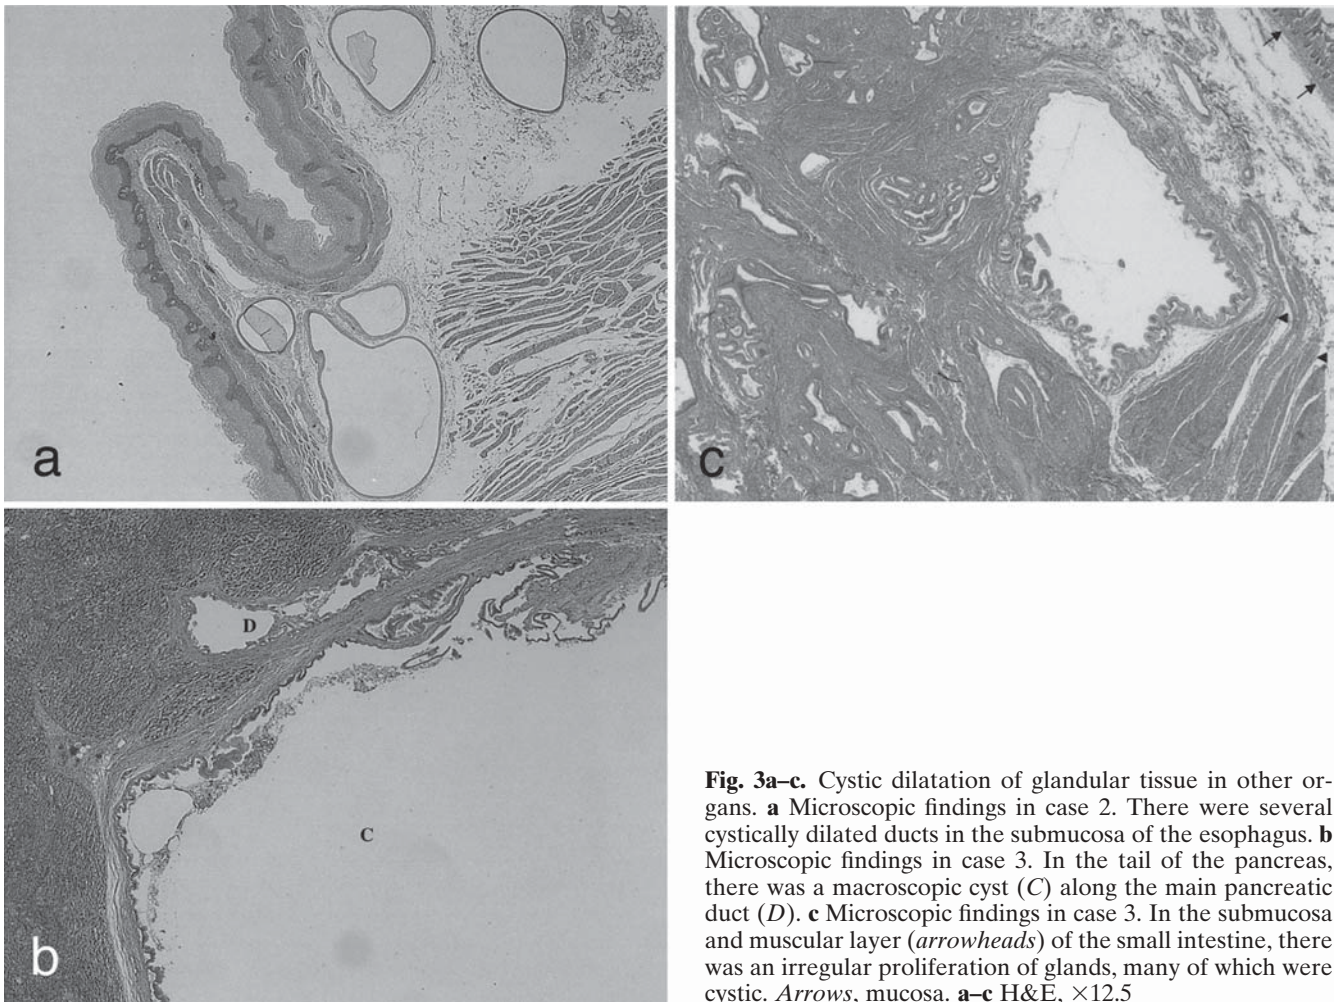 a
c
D
C
b
Fig. 3a–c. Cystic dilatation of glandular tissue in other or-
gans. a Microscopic findings in case 2. There were several
cystically dilated ducts in the submucosa of the esophagus. b
Microscopic findings in case 3. In the tail of the pancreas,
there was a macroscopic cyst (C) along the main pancreatic
duct (D). c Microscopic findings in case 3. In the submucosa
and muscular layer (arrowheads) of the small intestine, there
was an irregular proliferation of glands, many of which were
cystic. Arrows, mucosa. a–c H&E, ×12.5